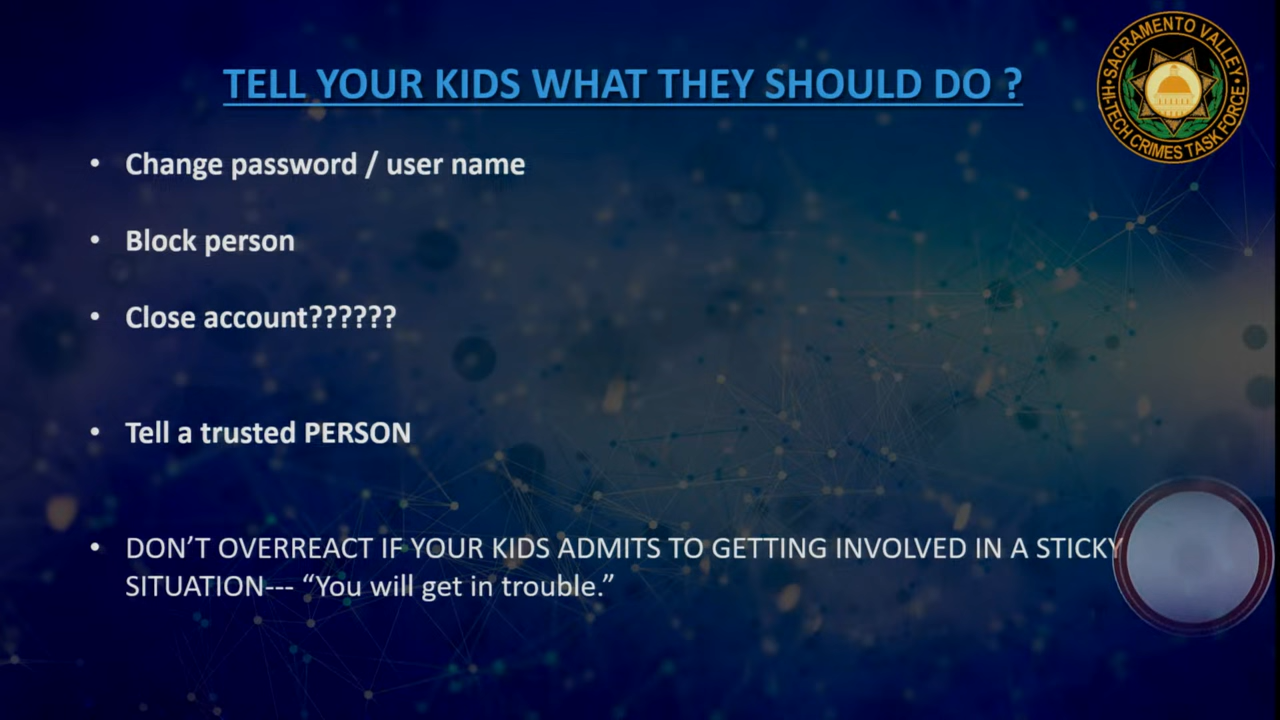 TELL YOUR KIDS WHAT THEY SHOULD DO ?
SACRAMENTO VALLEY
HI-TECH CRIMES TASK FORCE
• Change password / user name
• Block person
• Close account??????
• Tell a trusted PERSON
• DON’T OVERREACT IF YOUR KIDS ADMITS TO GETTING INVOLVED IN A STICKY
SITUATION--- “You will get in trouble.”